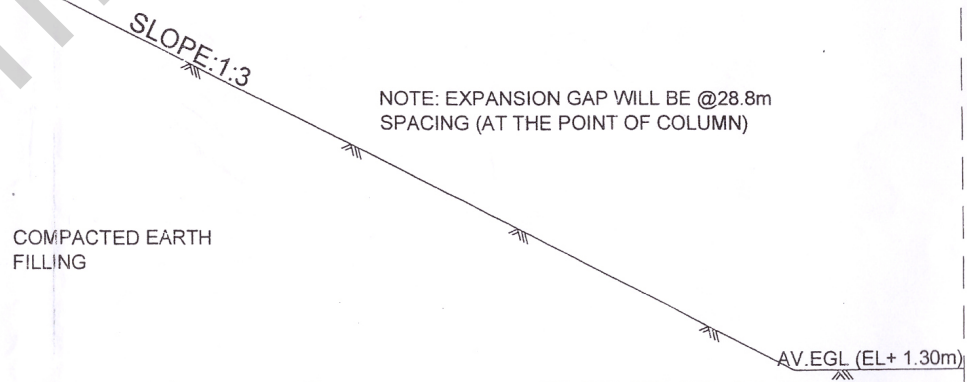 SLOPE:1:3
NOTE: EXPANSION GAP WILL BE @28.8m
SPACING (AT THE POINT OF COLUMN)
COMPACTED EARTH
FILLING
AV.EGL (EL+ 1.30m)